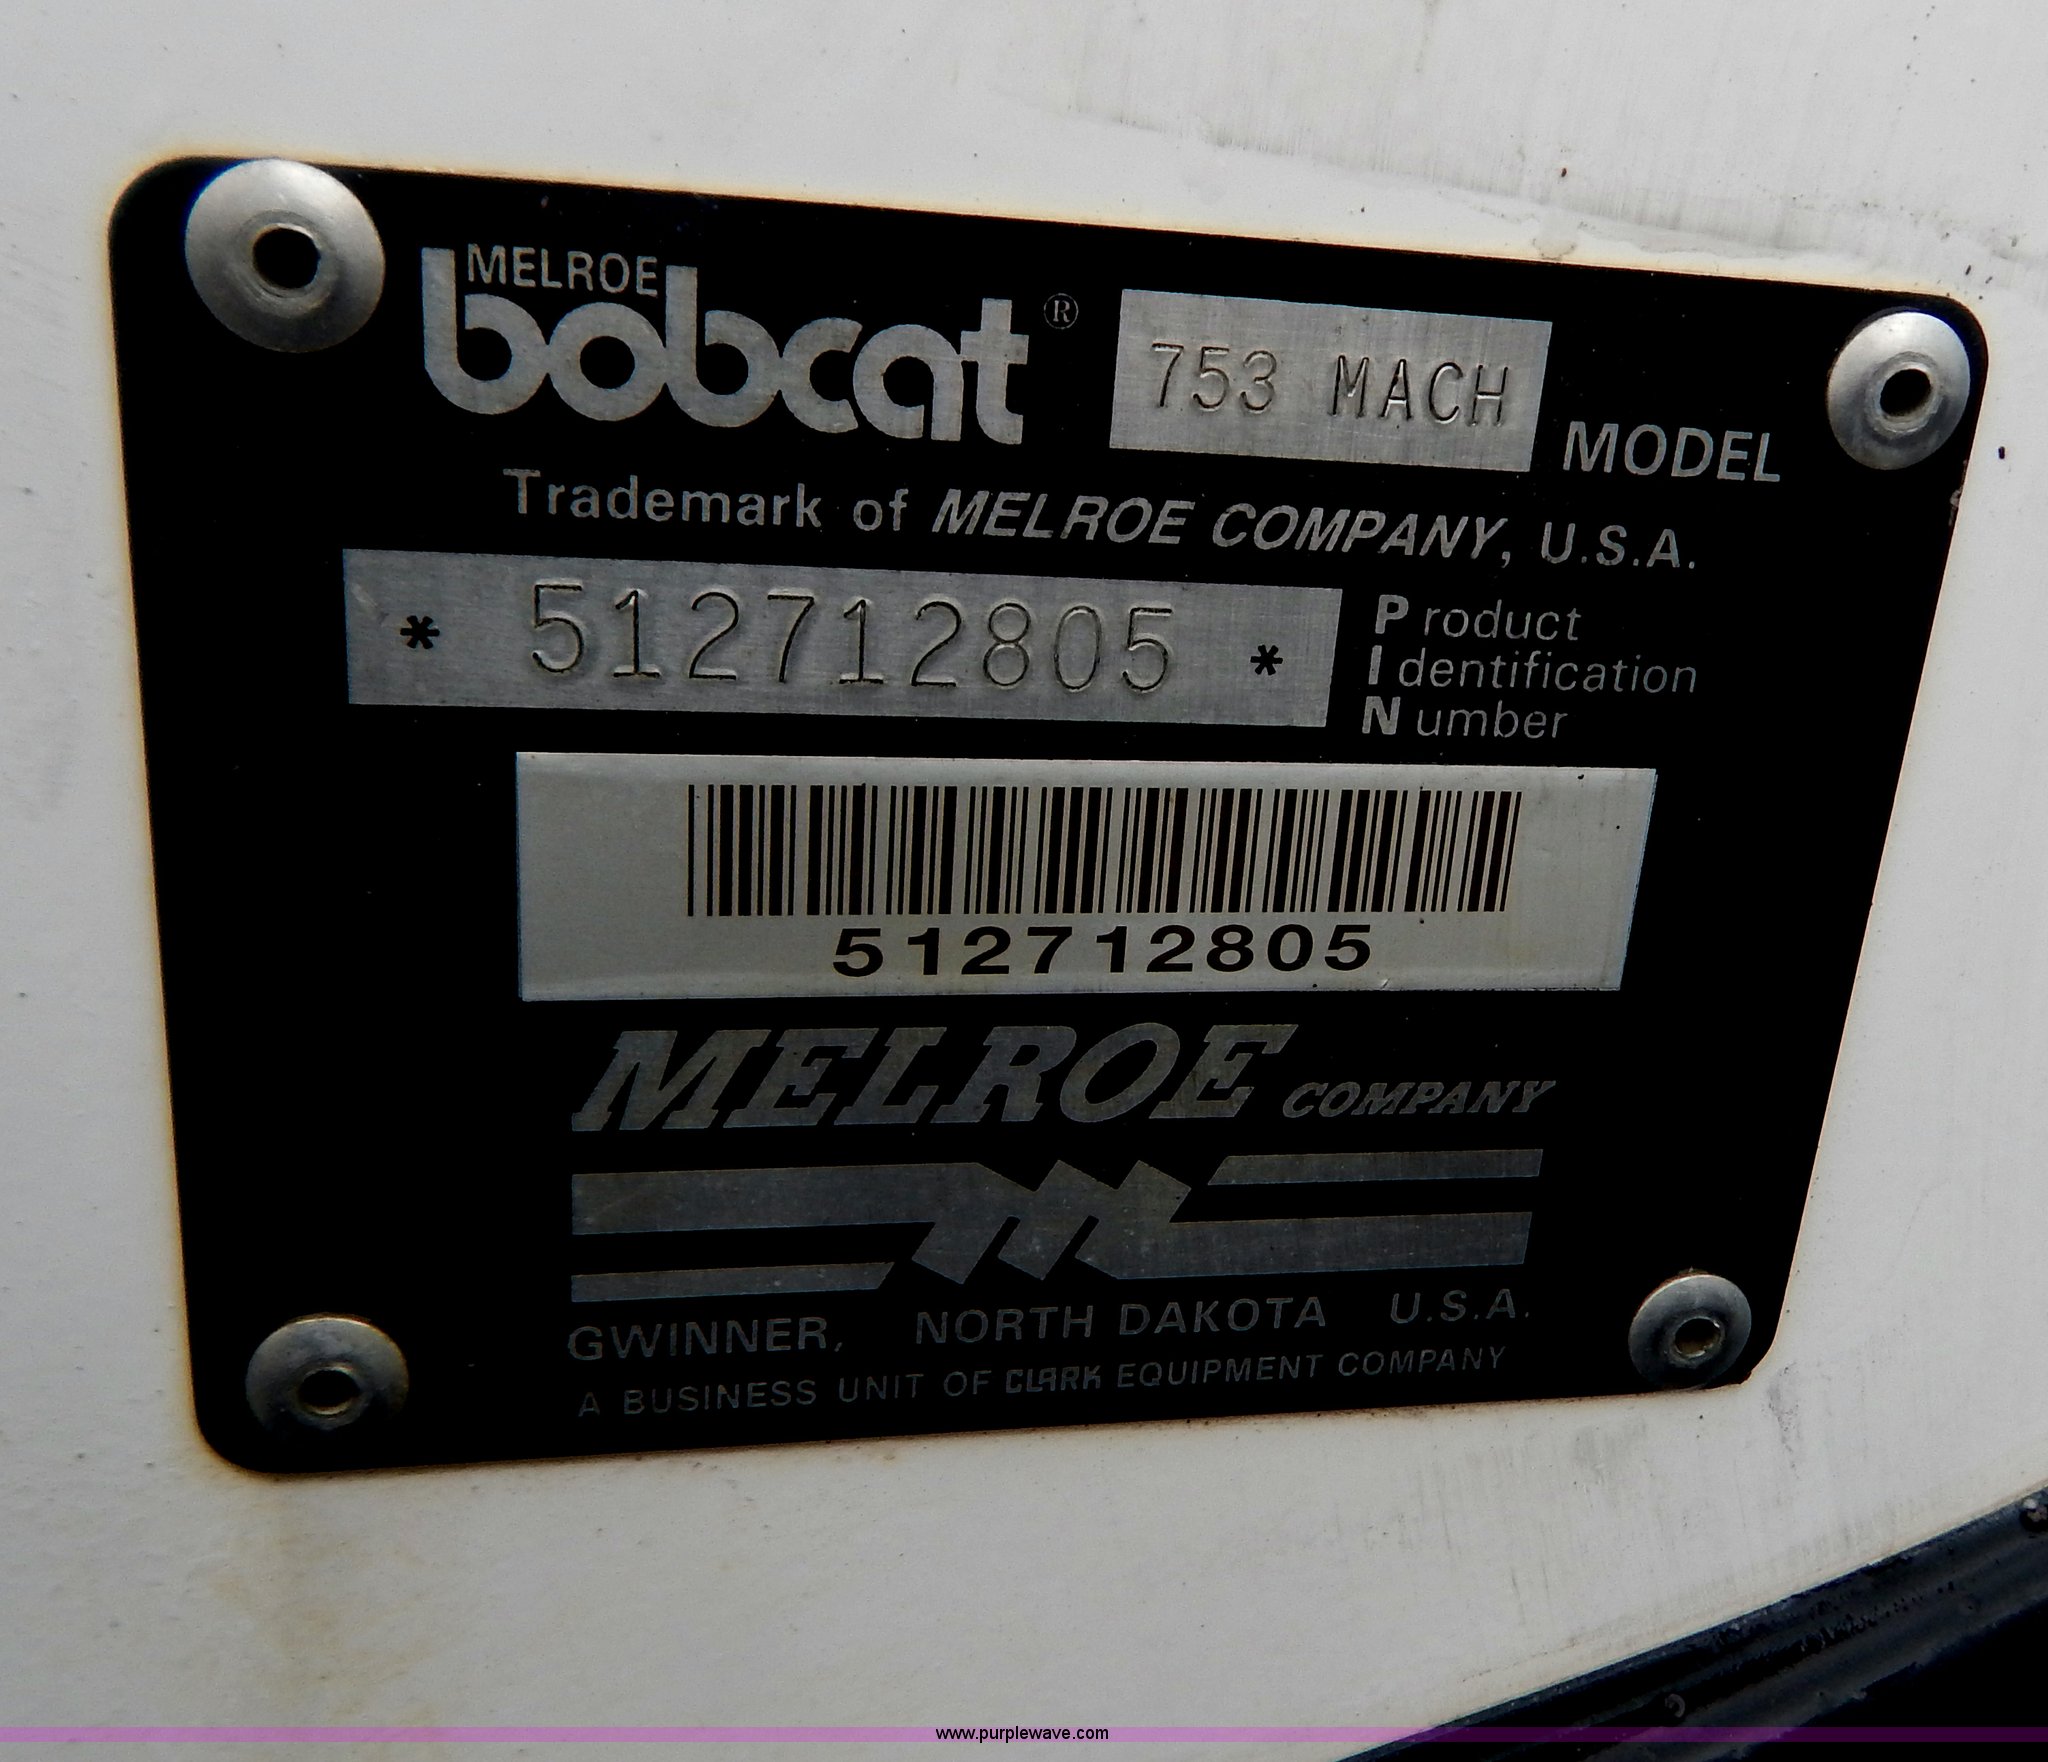 MELROE
bobcat ® 753 MACH MODEL
Trademark of MELROE COMPANY, U.S.A.
* 512712805 * Product
Identification
Number
512712805
MELROE COMPANY
GWINNER, NORTH DAKOTA U.S.A.
A BUSINESS UNIT OF CLARK EQUIPMENT COMPANY
www.purplewave.com